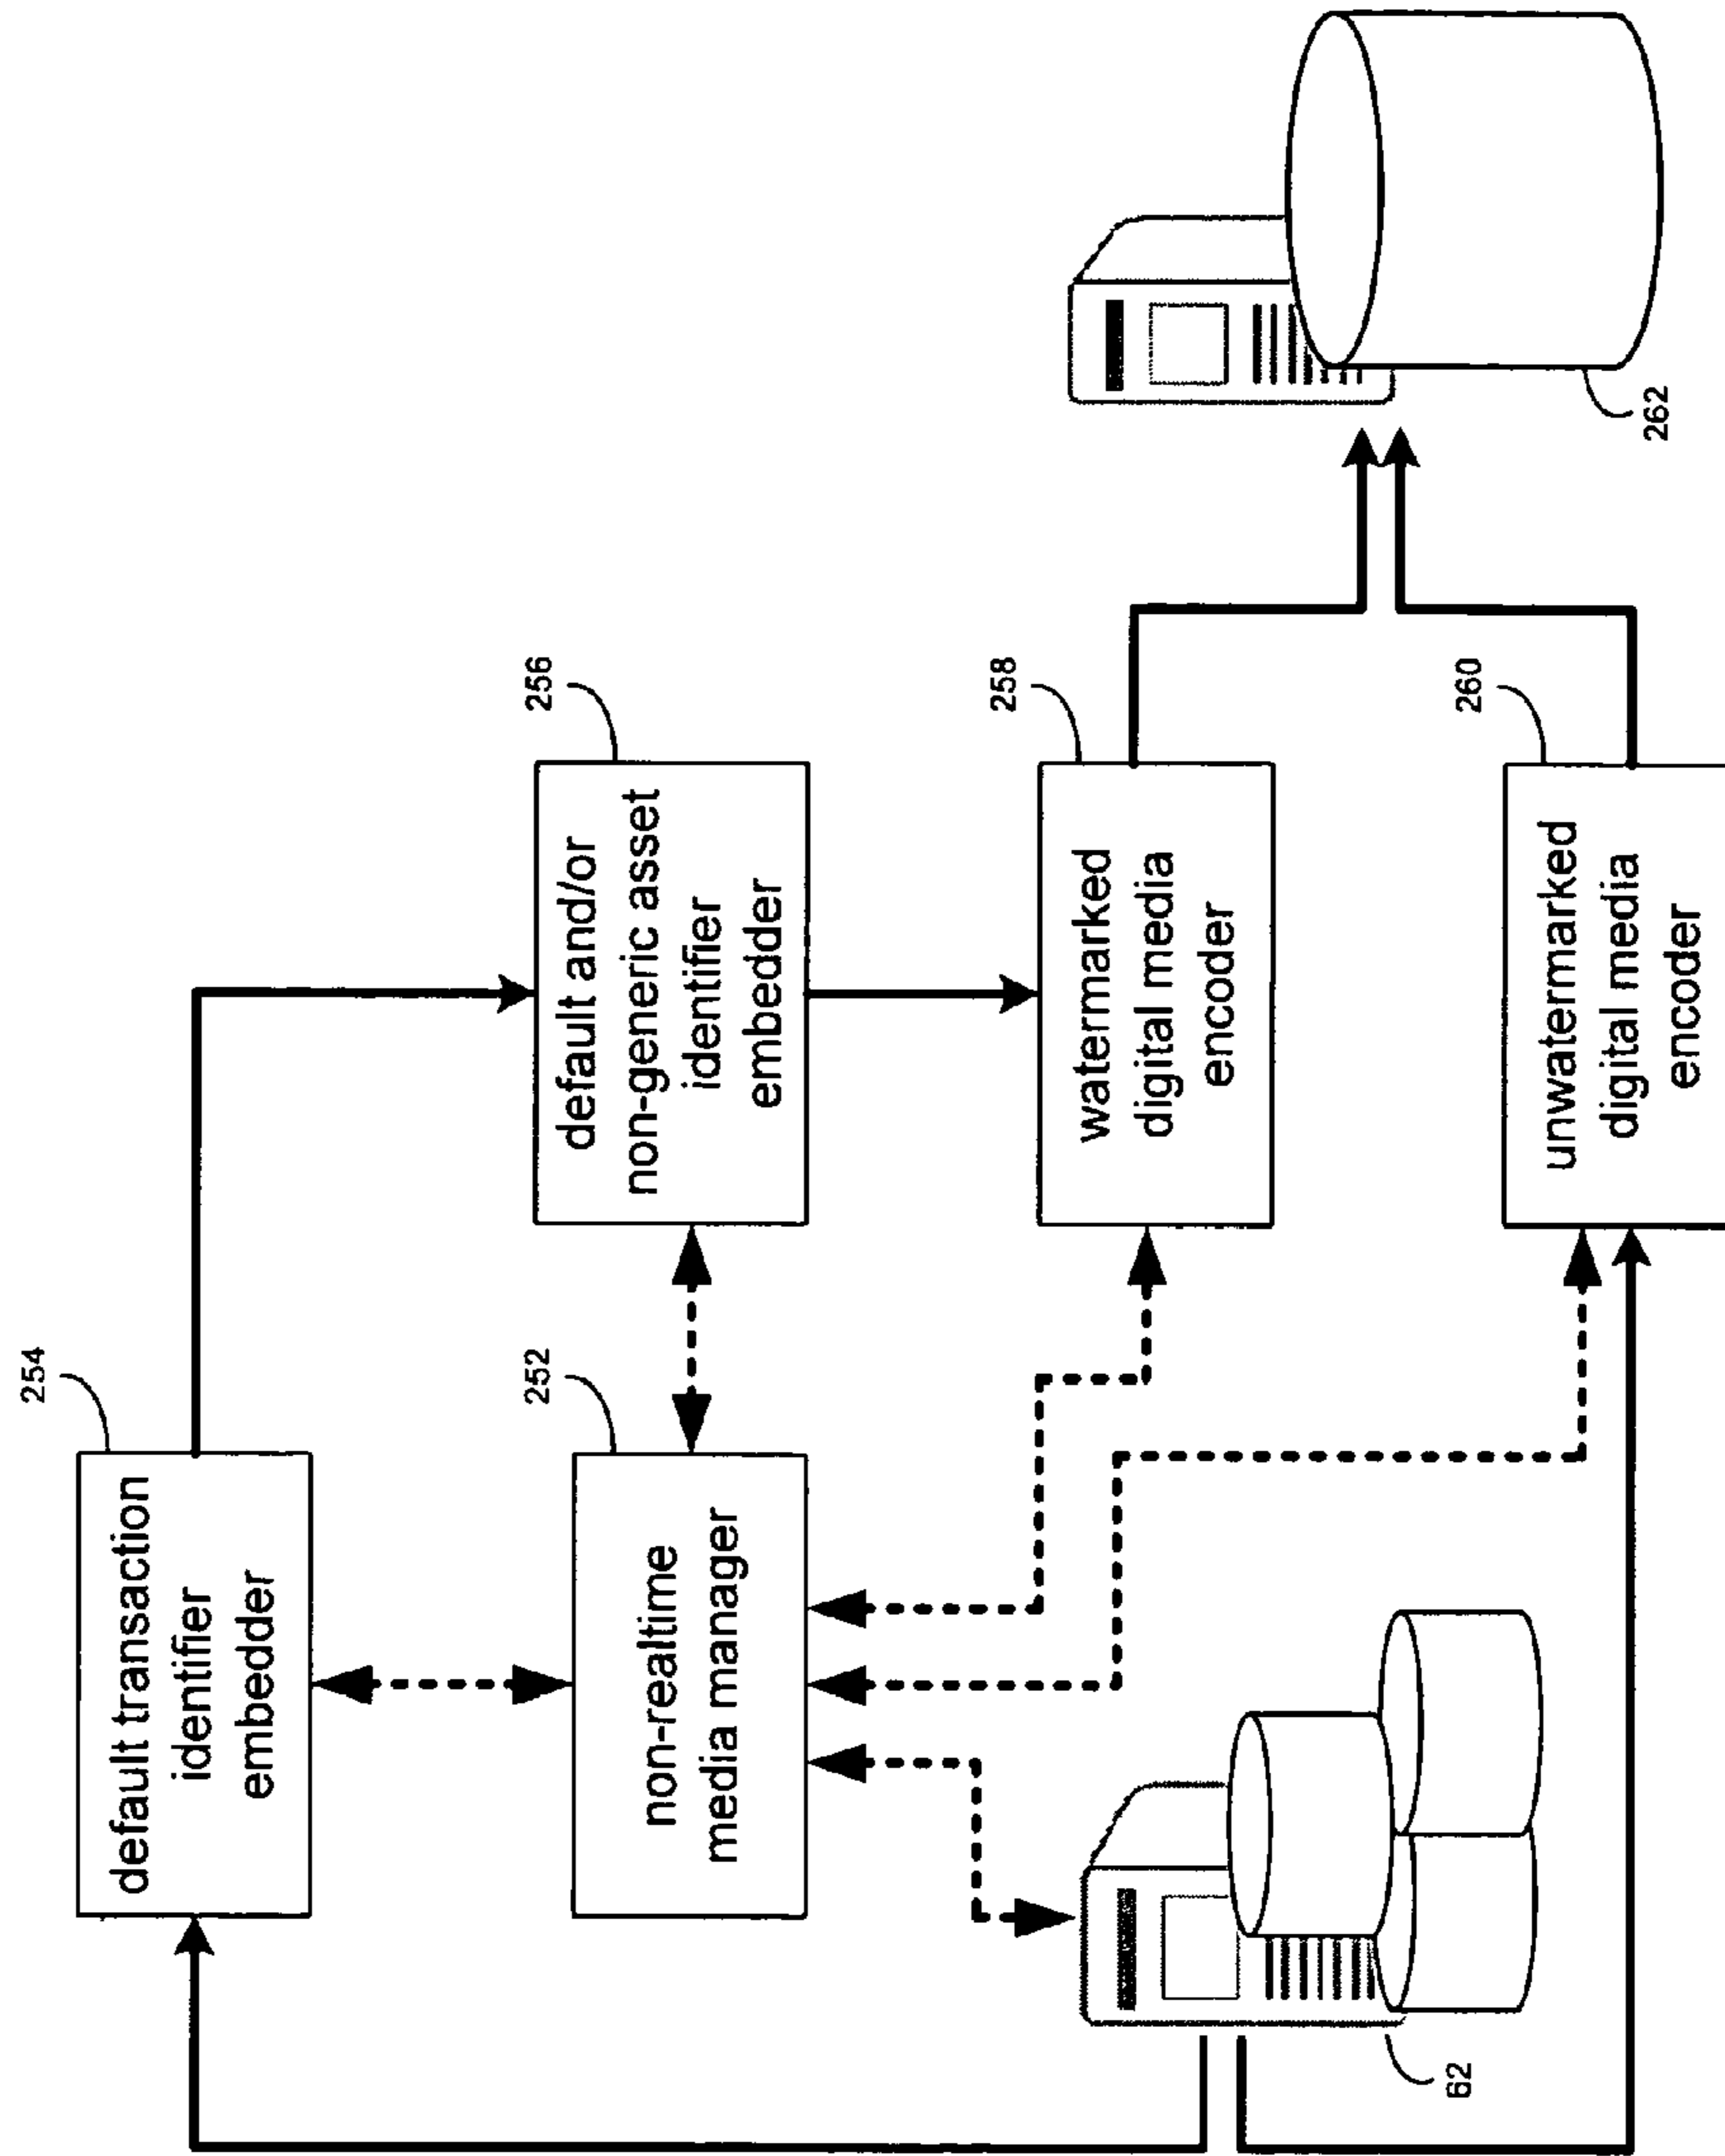 254
default transaction
identifier
embedder
256
default and/or
non-generic asset
identifier
embedder
252
non-realtime
media manager
258
watermarked
digital media
encoder
260
unwatermarked
digital media
encoder
62
262